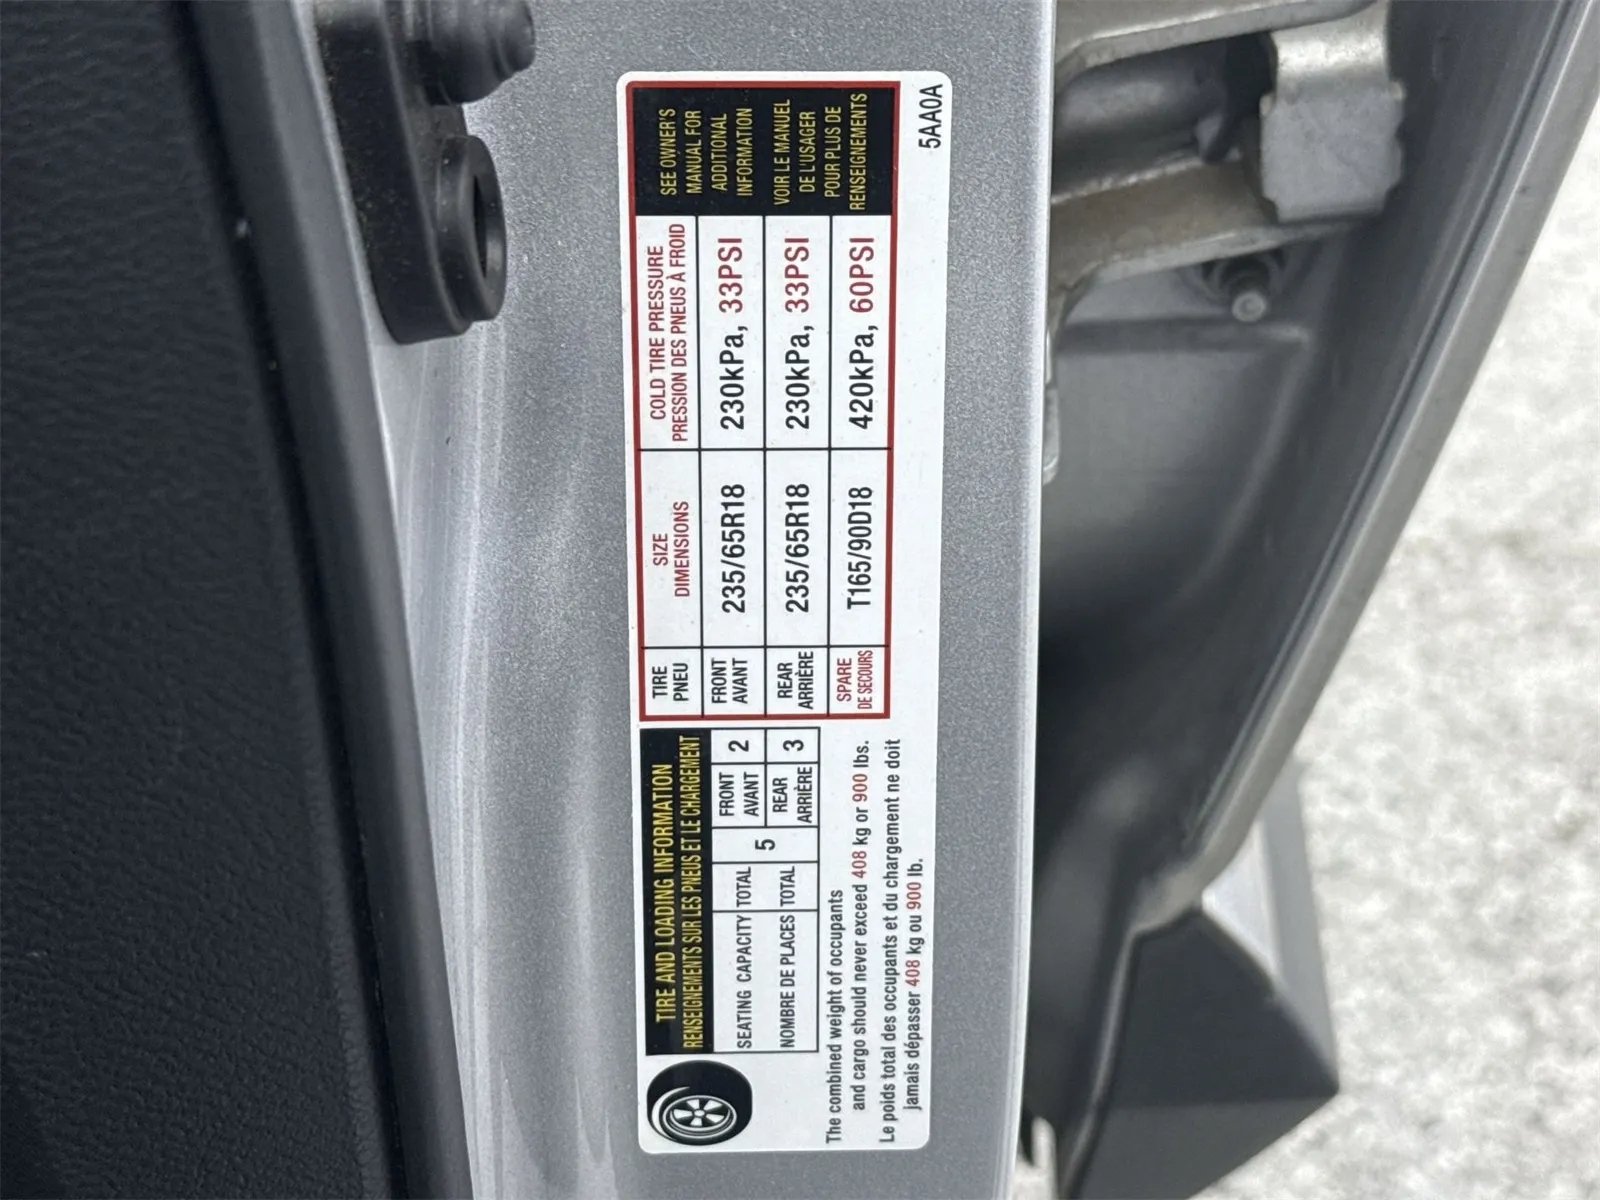 TIRE AND LOADING INFORMATION
RENSEIGNEMENTS SUR LES PNEUS ET LE CHARGEMENT
SEATING CAPACITY TOTAL 5 FRONT 2
AVANT
NOMBRE DE PLACES TOTAL REAR 3
ARRIÈRE
The combined weight of occupants
and cargo should never exceed 408 kg or 900 lbs.
Le poids total des occupants et du chargement ne doit
jamais dépasser 408 kg ou 900 lb.
TIRE SIZE COLD TIRE PRESSURE
PNEU DIMENSIONS PRESSION DES PNEUS À FROID
FRONT 235/65R18 230kPa, 33PSI
AVANT
REAR 235/65R18 230kPa, 33PSI
ARRIÈRE
SPARE T165/90D18 420kPa, 60PSI
DE SECOURS
SEE OWNER'S
MANUAL FOR
ADDITIONAL
INFORMATION
VOIR LE MANUEL
DE L'USAGER
POUR PLUS DE
RENSEIGNEMENTS
5AA0A